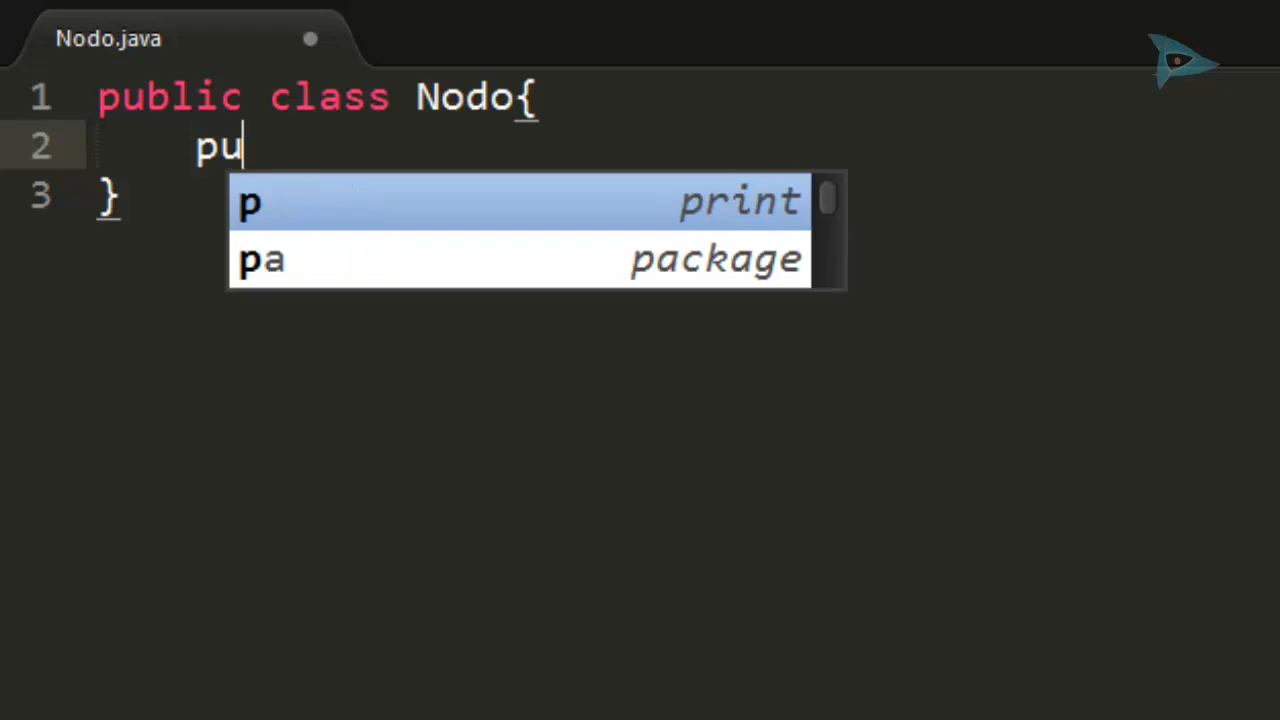 Nodo.java
1 public class Nodo{
2 pu
3 }
p print
pa package